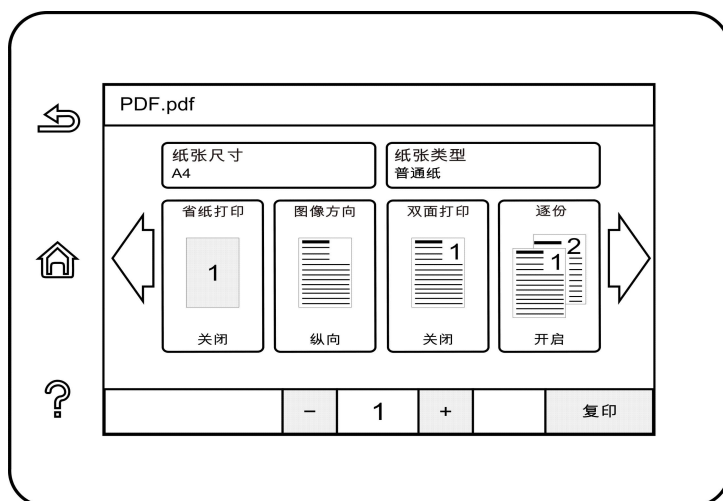 PDF.pdf
纸张尺寸
A4
纸张类型
普通纸
省纸打印
1
关闭
图像方向
纵向
双面打印
1
关闭
逐份
1
2
开启
?
− 1 + 复印